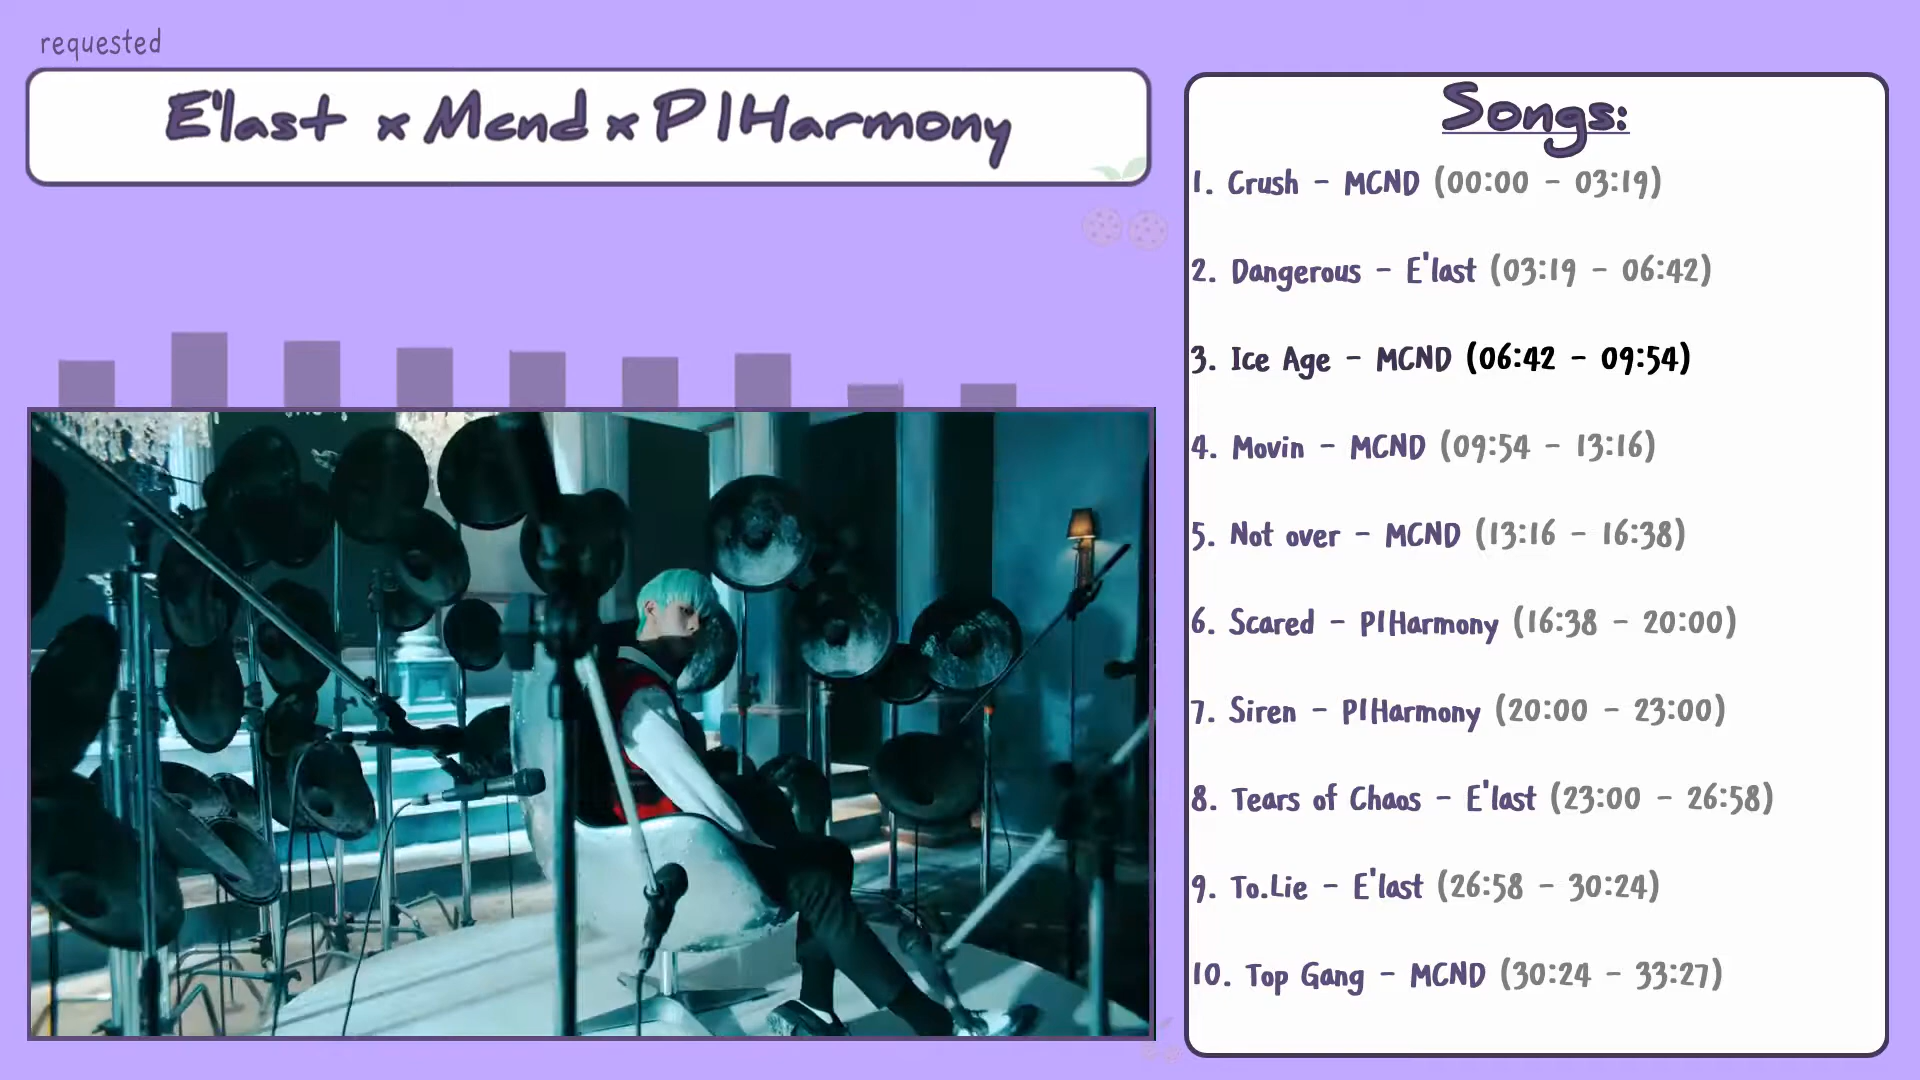 requested
E'last x Mcnd x P1Harmony
Songs:
1. Crush - MCND (00:00 - 03:19)
2. Dangerous - E'last (03:19 - 06:42)
3. Ice Age - MCND (06:42 - 09:54)
4. Movin - MCND (09:54 - 13:16)
5. Not over - MCND (13:16 - 16:38)
6. Scared - P1Harmony (16:38 - 20:00)
7. Siren - P1Harmony (20:00 - 23:00)
8. Tears of Chaos - E'last (23:00 - 26:58)
9. To.Lie - E'last (26:58 - 30:24)
10. Top Gang - MCND (30:24 - 33:27)